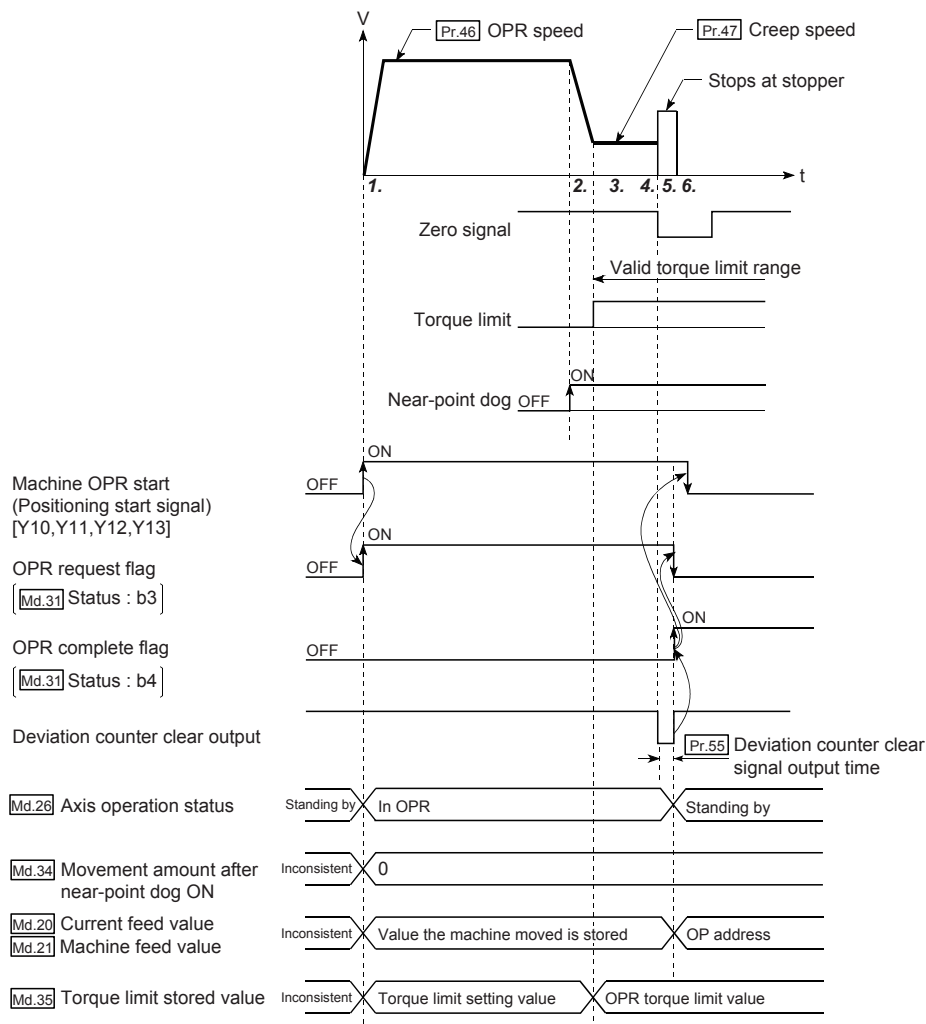 V
Pr.46 OPR speed
Pr.47 Creep speed
Stops at stopper
t
1. 2. 3. 4. 5. 6.
Zero signal
Valid torque limit range
Torque limit
ON
Near-point dog OFF
ON
Machine OPR start
(Positioning start signal)
[Y10,Y11,Y12,Y13]
OFF
ON
OPR request flag
OFF
Md.31 Status : b3
ON
OPR complete flag
OFF
Md.31 Status : b4
Deviation counter clear output
Pr.55 Deviation counter clear
signal output time
Md.26 Axis operation status Standing by In OPR Standing by
Md.34 Movement amount after
near-point dog ON
Inconsistent 0
Md.20 Current feed value
Md.21 Machine feed value
Inconsistent Value the machine moved is stored OP address
Md.35 Torque limit stored value Inconsistent Torque limit setting value OPR torque limit value